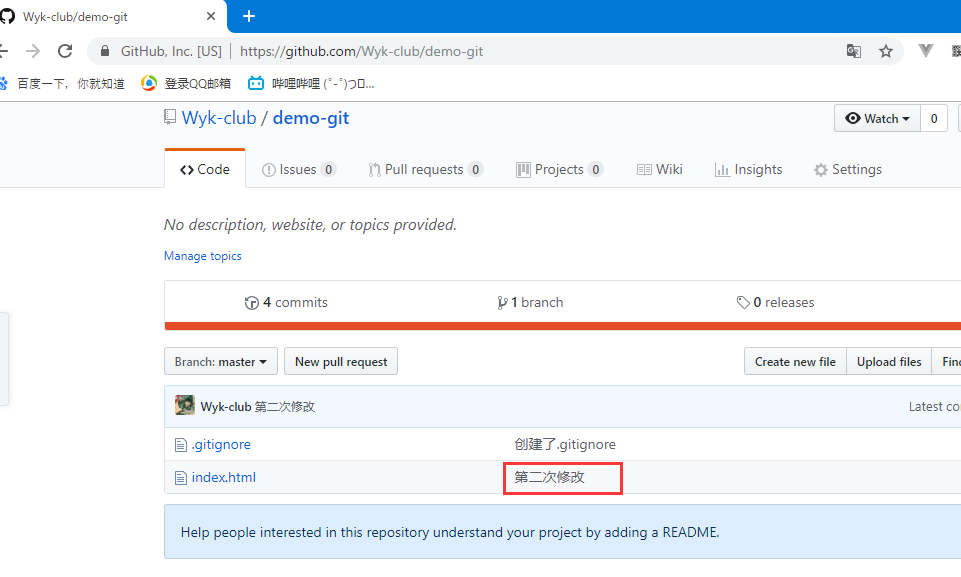 Wyk-club/demo-git
GitHub, Inc. [US] | https://github.com/Wyk-club/demo-git
百度一下，你就知道 登录QQ邮箱 哔哩哔哩 (゜-゜)つロ...
Wyk-club / demo-git Watch 0
Code Issues 0 Pull requests 0 Projects 0 Wiki Insights Settings
No description, website, or topics provided.
Manage topics
4 commits 1 branch 0 releases
Branch: master New pull request Create new file Upload files Fin
Wyk-club 第二次修改 Latest co
.gitignore 创建了.gitignore
index.html 第二次修改
Help people interested in this repository understand your project by adding a README.